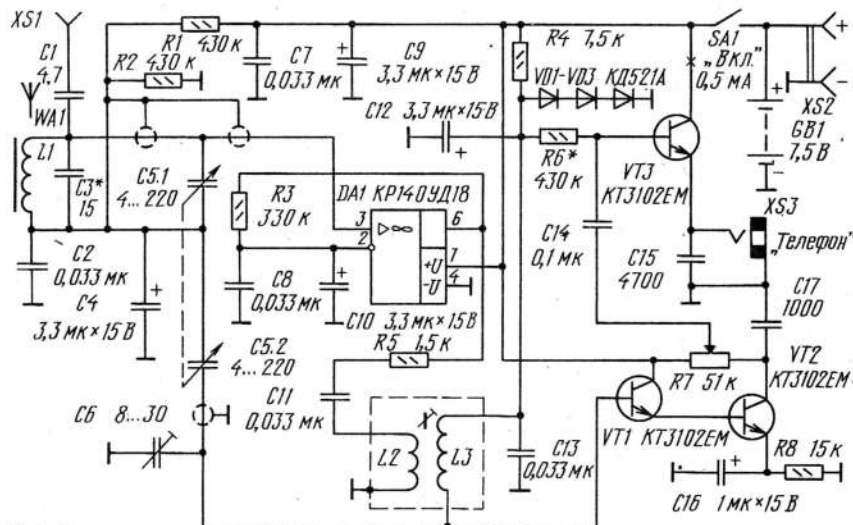 XS1
C1
4,7
R1
430 к
R2
430 к
C7
0,033 мк
C9
3,3 мк×15 В
C12 3,3 мк×15 В
R4 7,5 к
VD1-VD3 КД521А
SA1
„Вкл."
0,5 мА
+
−
XS2
GB1
7,5 В
WA1
L1
C3*
15
C5.1
4...220
R3
330 к
DA1 КР140УД18
▷∞
3
2
6
7
4
+U
-U
R6*
430 к
VT3
КТ3102ЕМ
XS3
„Телефон"
C14
0,1 мк
C15
4700
C17
1000
C2
0,033 мк
C4
3,3 мк×15 В
C8
0,033 мк
C10 3,3 мк×15 В
R5 1,5 к
C5.2
4...220
C11
0,033 мк
C6 8...30
L2
L3
C13
0,033 мк
R7 51 к
VT2
КТ3102ЕМ
VT1 КТ3102ЕМ
R8 15 к
C16 1 мк×15 В